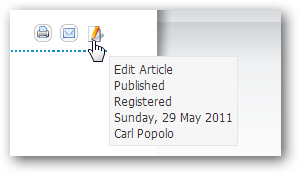 Edit Article
Published
Registered
Sunday, 29 May 2011
Carl Popolo